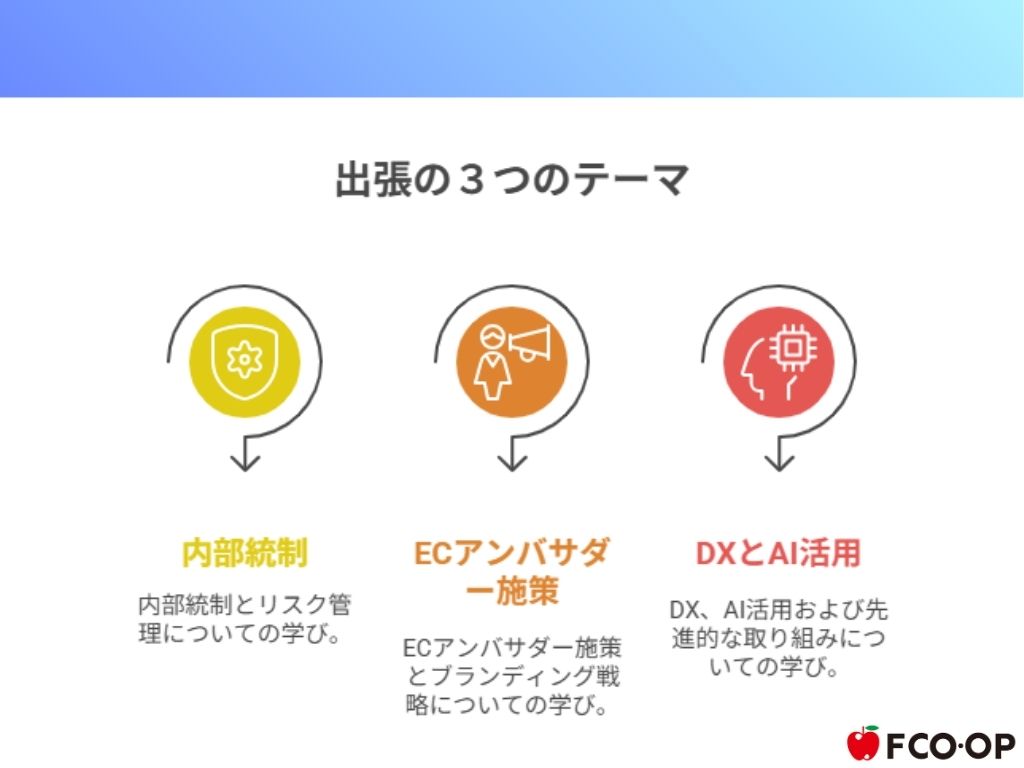 出張の３つのテーマ
内部統制
内部統制とリスク管
理についての学び。
ECアンバサダ
ー施策
ECアンバサダー施策
とブランディング戦
略についての学び。
DXとAI活用
DX、AI活用および先
進的な取り組みにつ
いての学び。
FCO·OP